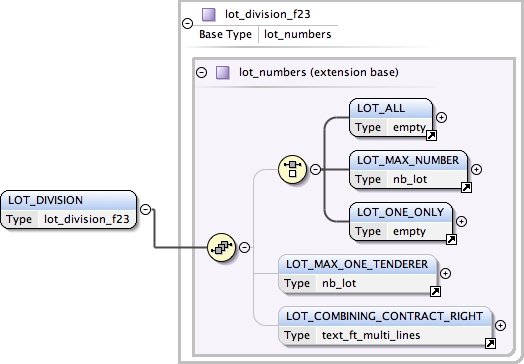 lot_division_f23
Base Type lot_numbers
lot_numbers (extension base)
LOT_ALL
Type empty
LOT_MAX_NUMBER
Type nb_lot
LOT_DIVISION
Type lot_division_f23
LOT_ONE_ONLY
Type empty
LOT_MAX_ONE_TENDERER
Type nb_lot
LOT_COMBINING_CONTRACT_RIGHT
Type text_ft_multi_lines